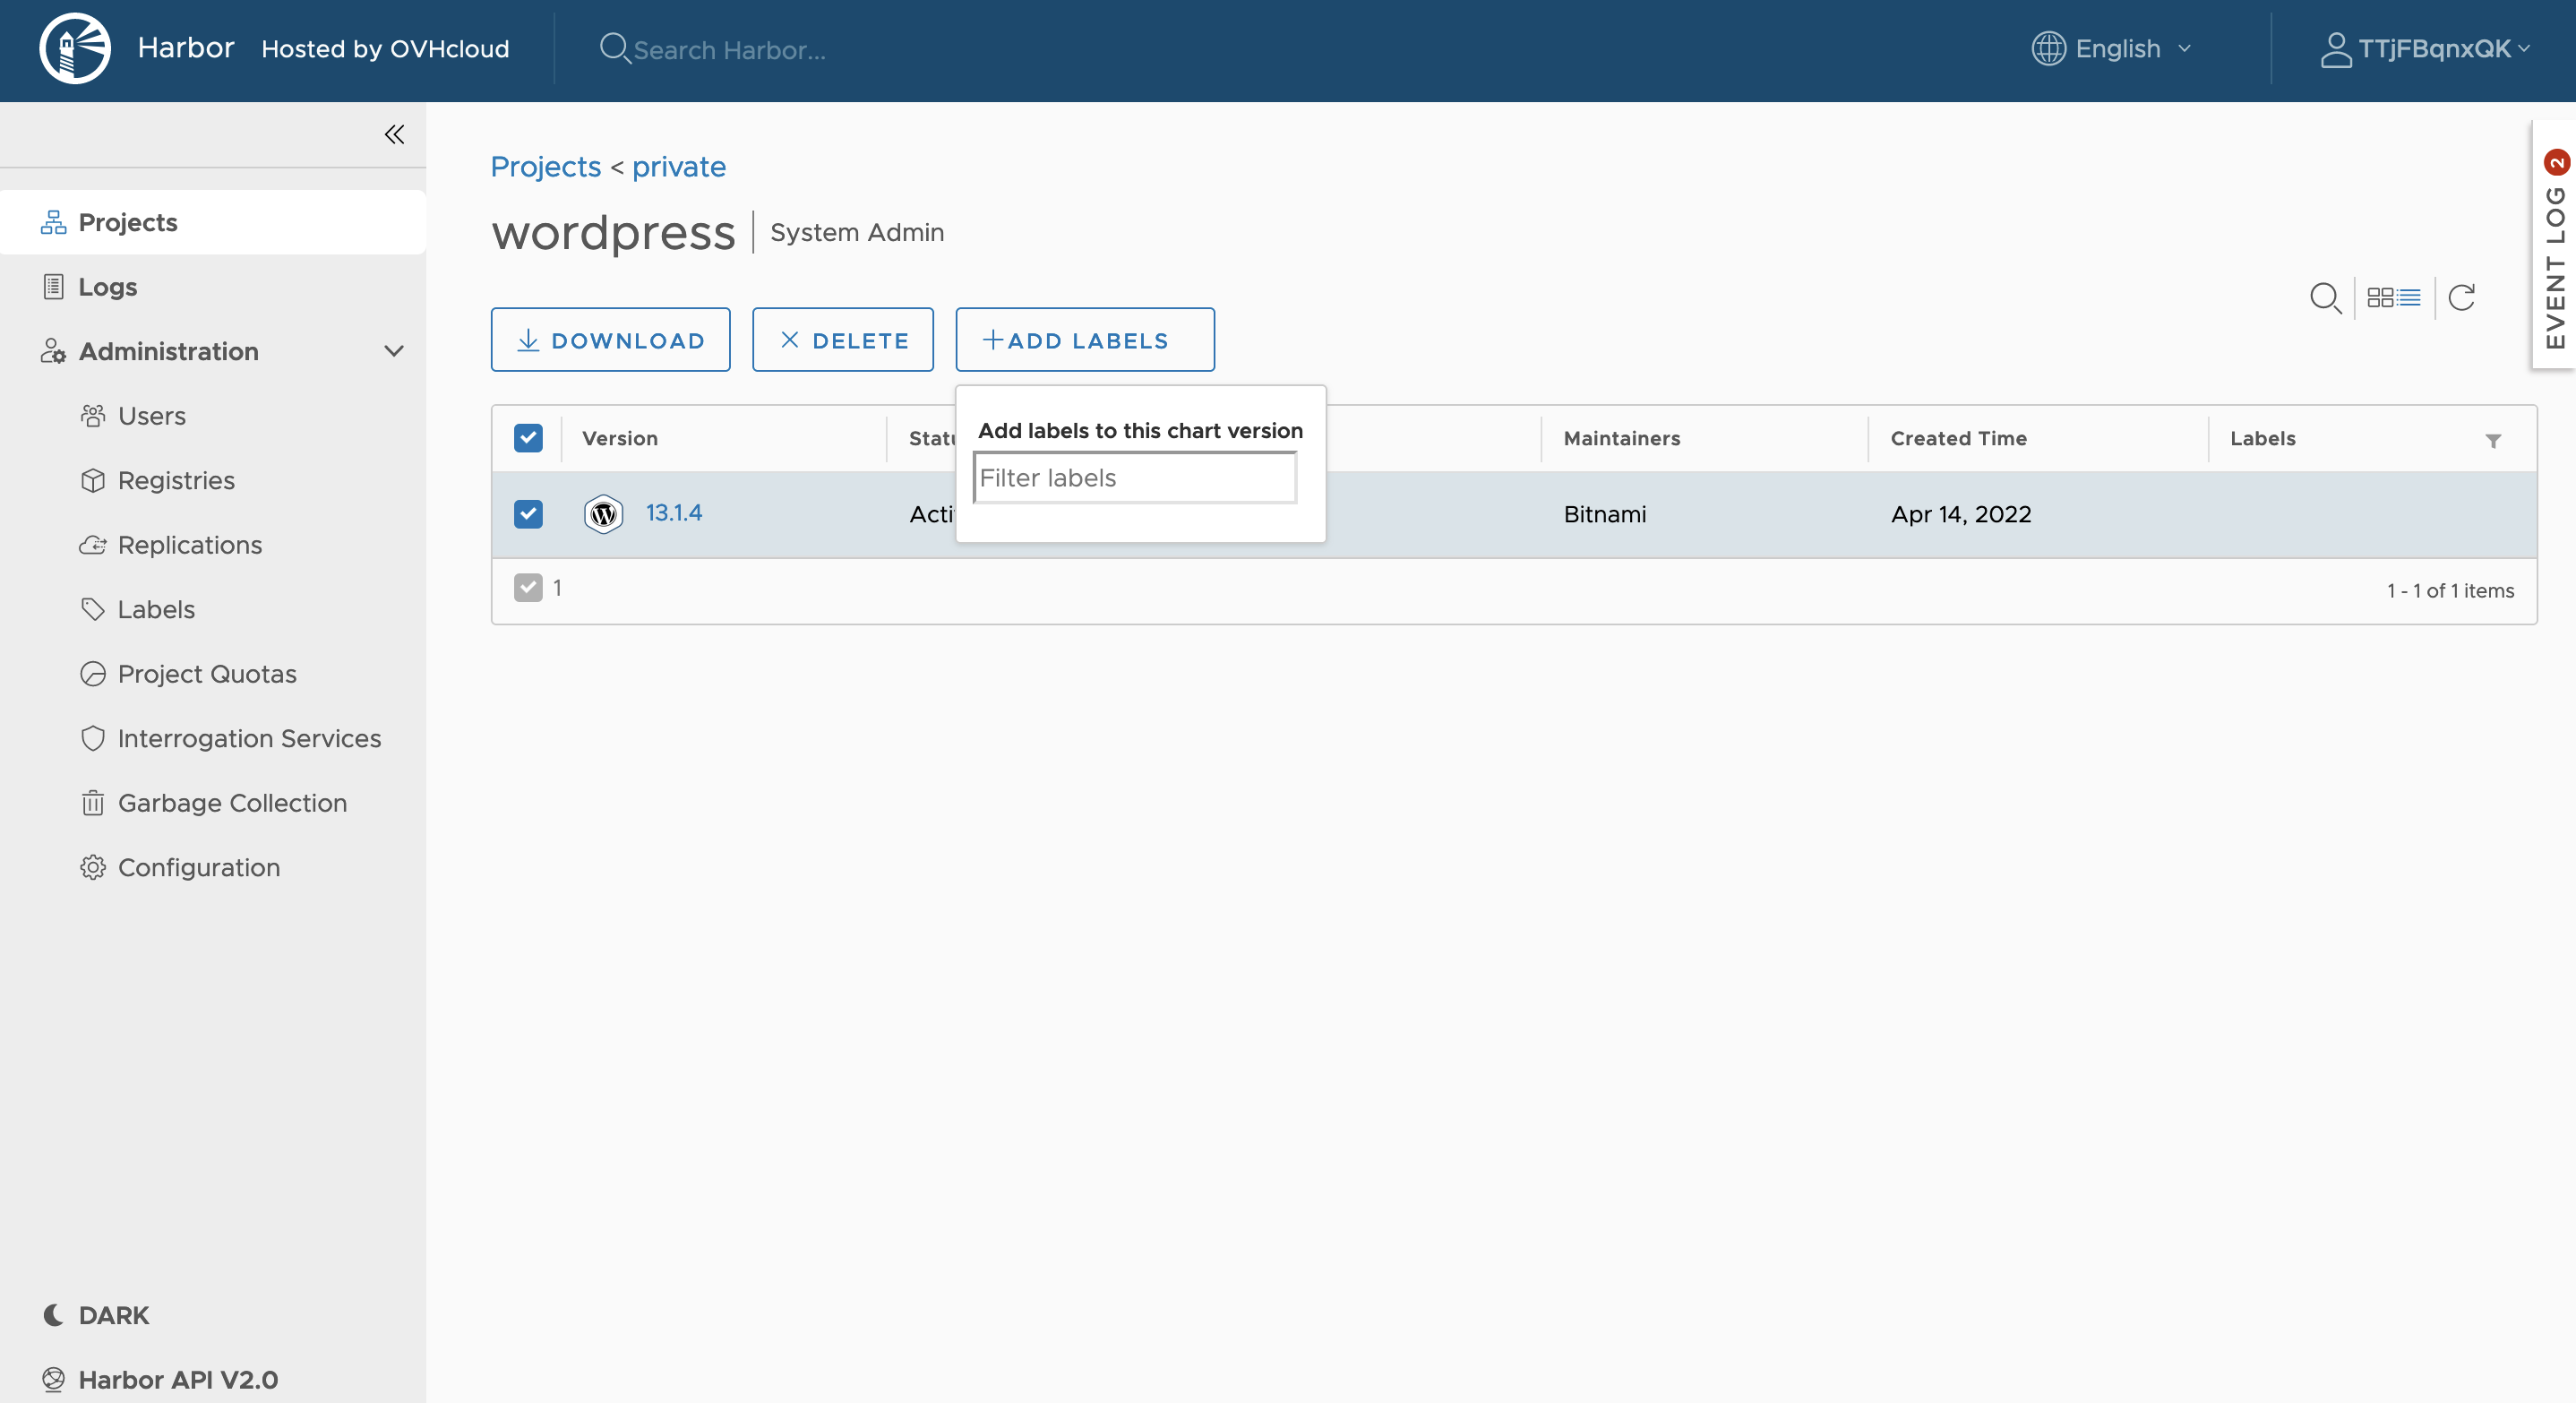 Harbor Hosted by OVHcloud Search Harbor... English TTjFBqnxQK
EVENT LOG 2
Projects
Logs
Administration
Users
Registries
Replications
Labels
Project Quotas
Interrogation Services
Garbage Collection
Configuration
DARK
Harbor API V2.0
Projects < private
wordpress System Admin
DOWNLOAD DELETE ADD LABELS
Add labels to this chart version
Filter labels
Version Maintainers Created Time Labels
13.1.4 Bitnami Apr 14, 2022
1 1 - 1 of 1 items